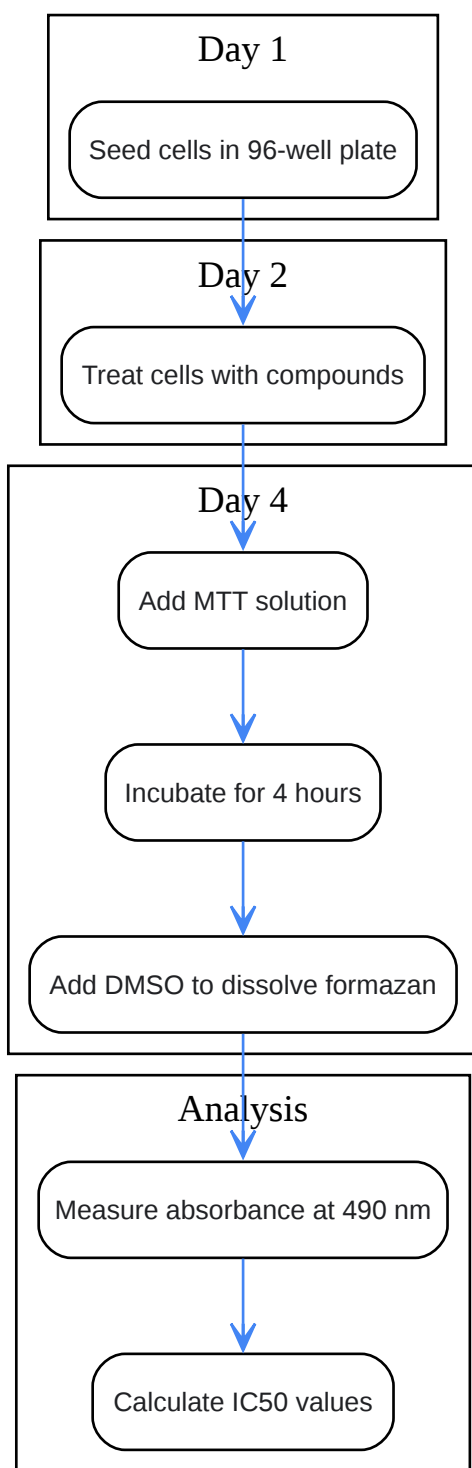 Day 1
Seed cells in 96-well plate
Day 2
Treat cells with compounds
Day 4
Add MTT solution
Incubate for 4 hours
Add DMSO to dissolve formazan
Analysis
Measure absorbance at 490 nm
Calculate IC50 values